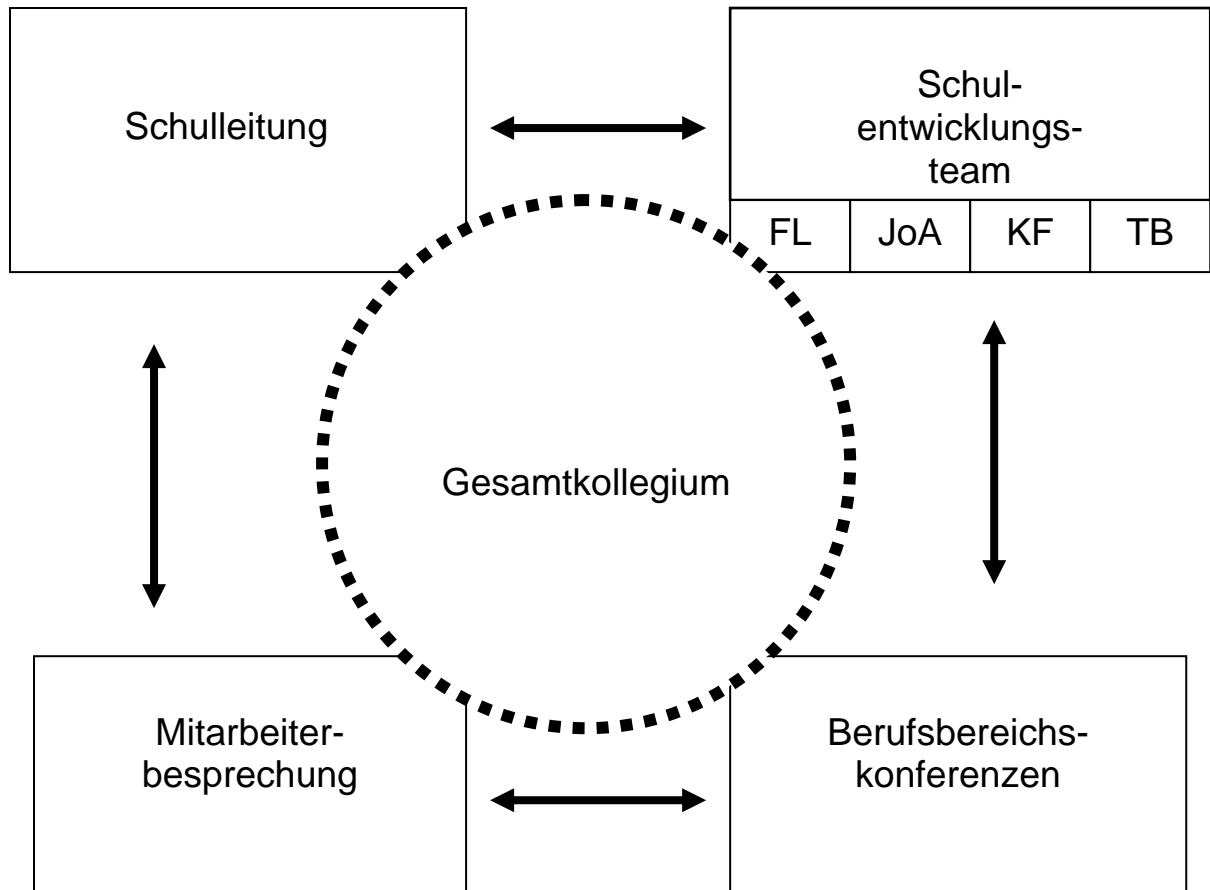 Schulleitung
Schul-
entwicklungs-
team
FL JoA KF TB
Gesamtkollegium
Mitarbeiter-
besprechung
Berufsbereichs-
konferenzen